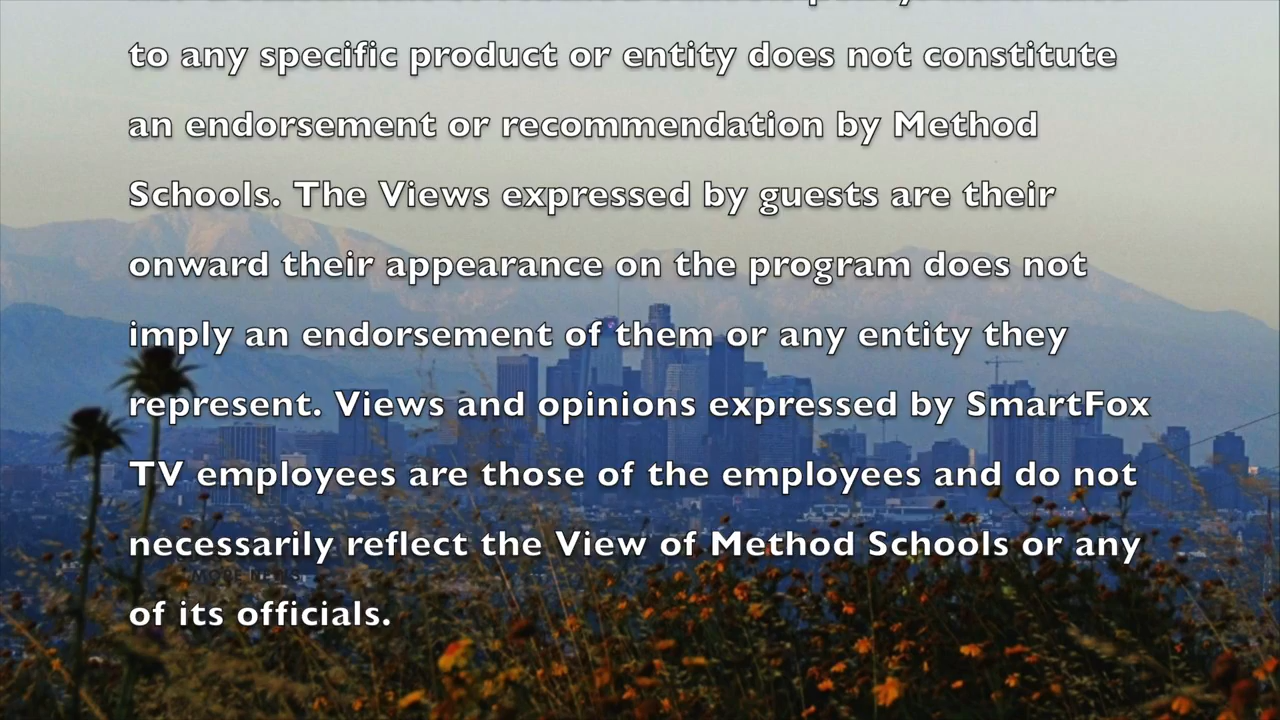 to any specific product or entity does not constitute
an endorsement or recommendation by Method
Schools. The Views expressed by guests are their
onward their appearance on the program does not
imply an endorsement of them or any entity they
represent. Views and opinions expressed by SmartFox
TV employees are those of the employees and do not
necessarily reflect the View of Method Schools or any
of its officials.